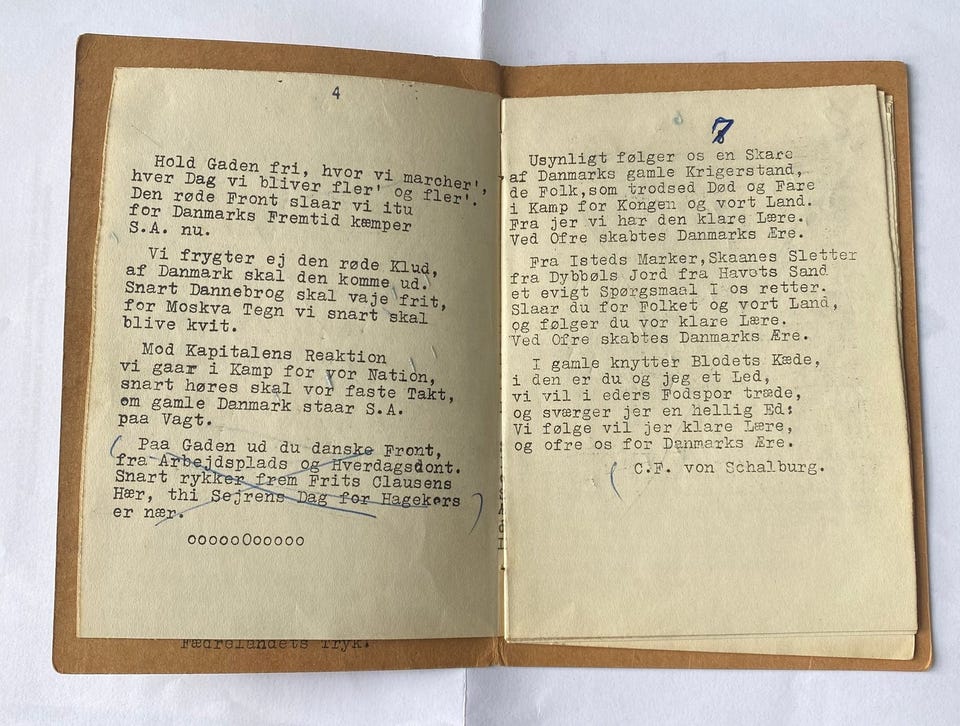 4
Hold Gaden fri, hvor vi marcher',
hver Dag vi bliver fler' og fler'.
Den røde Front slaar vi itu
for Danmarks Fremtid kæmper
S.A. nu.
Vi frygter ej den røde Klud,
af Danmark skal den komme ud.
Snart Dannebrog skal vaje frit,
for Moskva Tegn vi snart skal
blive kvit.
Mod Kapitalens Reaktion
vi gaar i Kamp for vor Nation,
snart høres skal vor faste Takt,
om gamle Danmark staar S.A.
paa Vagt.
( Paa Gaden ud du danske Front,
fra Arbejdsplads og Hverdagsdont.
Snart rykker frem Frits Clausens
Hær, thi Sejrens Dag for Hagekors )
er nær.
oooooOooooo
Fædrelandets Tryk.
7
Usynligt følger os en Skare
af Danmarks gamle Krigerstand,
de Folk,som trodsed Død og Fare
i Kamp for Kongen og vort Land.
Fra jer vi har den klare Lære.
Ved Ofre skabtes Danmarks Ære.
Fra Isteds Marker,Skaanes Sletter
fra Dybbøls Jord fra Havets Sand
et evigt Spørgsmaal I os retter.
Slaar du for Folket og vort Land,
og følger du vor klare Lære.
Ved Ofre skabtes Danmarks Ære.
I gamle knytter Blodets Kæde,
i den er du og jeg et Led,
vi vil i eders Fodspor træde,
og sværger jer en hellig Ed:
Vi følge vil jer klare Lære,
og ofre os for Danmarks Ære.
( C.F. von Schalburg.